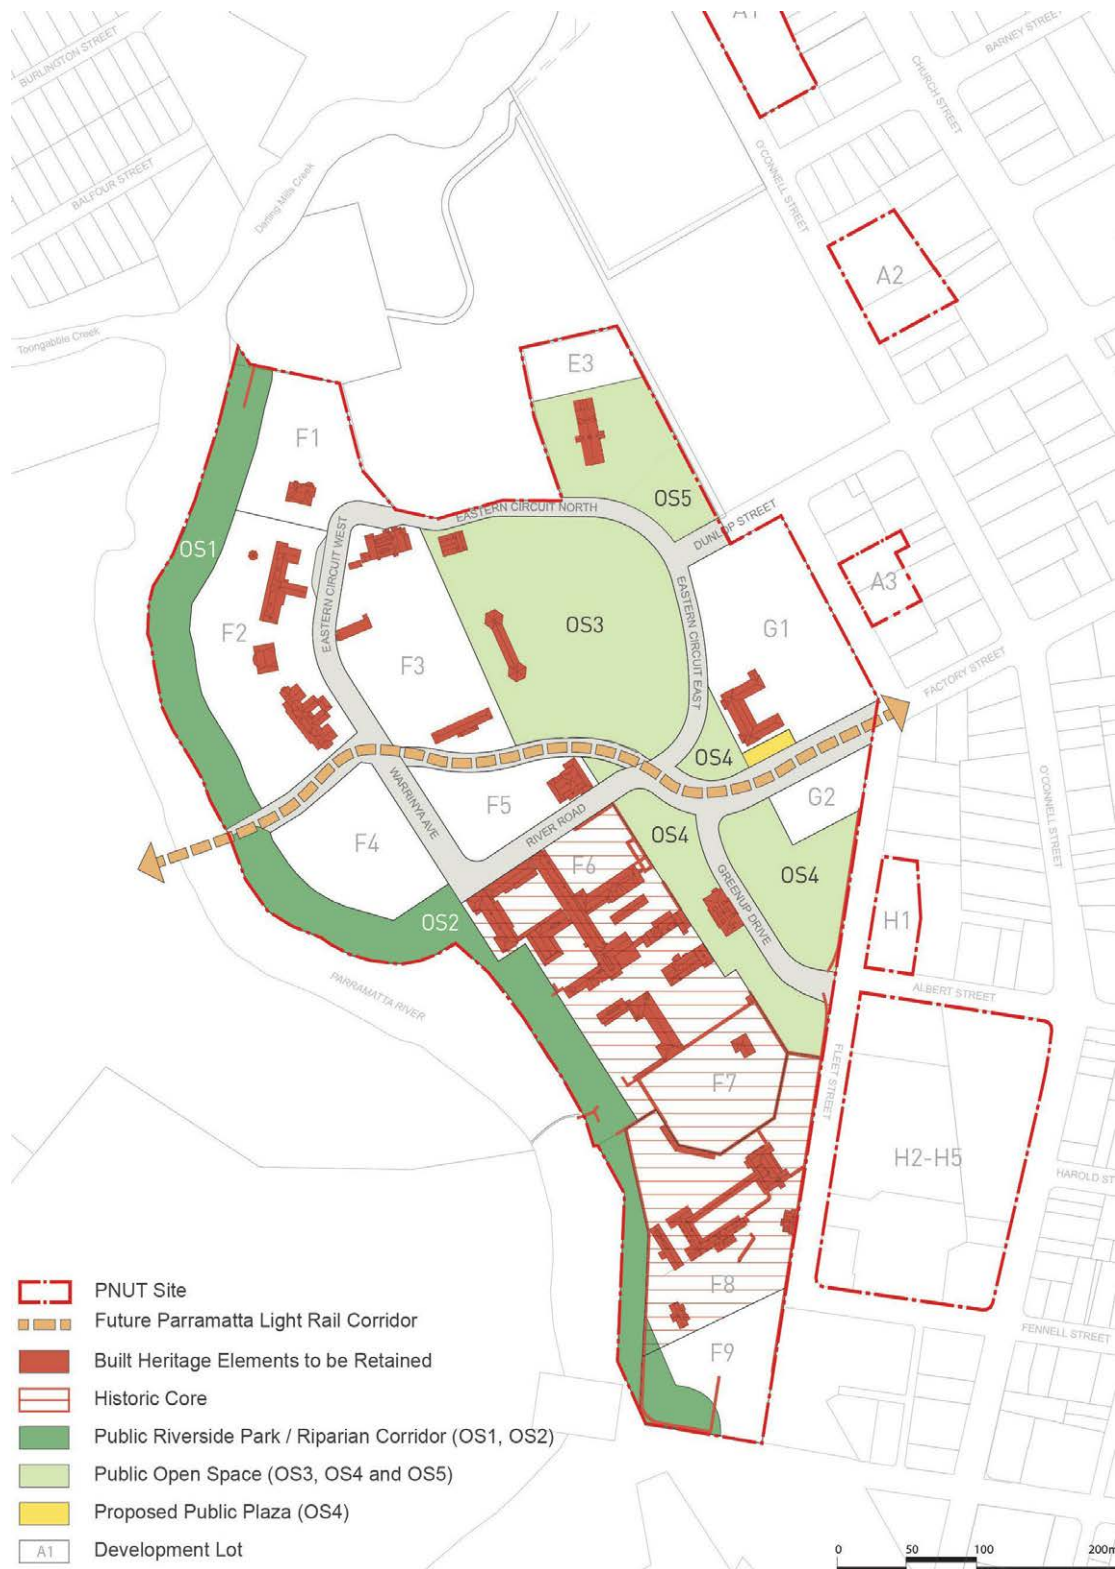 A1
BARNEY STREET
BURLINGTON STREET
CHURCH STREET
BALFOUR STREET
Darling Mills Creek
O'CONNELL STREET
A2
Toongabbie Creek
E3
F1
OS5
EASTERN CIRCUIT NORTH
DUNLOP STREET
OS1
EASTERN CIRCUIT WEST
A3
OS3
EASTERN CIRCUIT EAST
G1
F2
F3
FACTORY STREET
OS4
WARRINYA AVE
F5
G2
O'CONNELL STREET
RIVER ROAD
OS4
F4
F6
OS4
GREENUP DRIVE
OS2
H1
PARRAMATTA RIVER
ALBERT STREET
FLEET STREET
F7
H2-H5
HAROLD ST
F8
FENNELL STREET
F9
PNUT Site
Future Parramatta Light Rail Corridor
Built Heritage Elements to be Retained
Historic Core
Public Riverside Park / Riparian Corridor (OS1, OS2)
Public Open Space (OS3, OS4 and OS5)
Proposed Public Plaza (OS4)
A1 Development Lot
0 50 100 200m